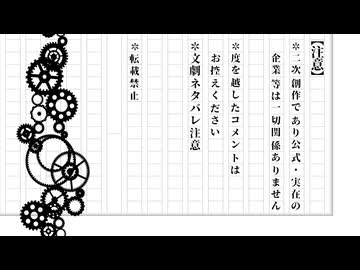 【注意】
＊二次創作であり公式・実在の
企業等は一切関係ありません
＊度を越したコメントは
お控えください
＊文劇ネタバレ注意
＊転載禁止